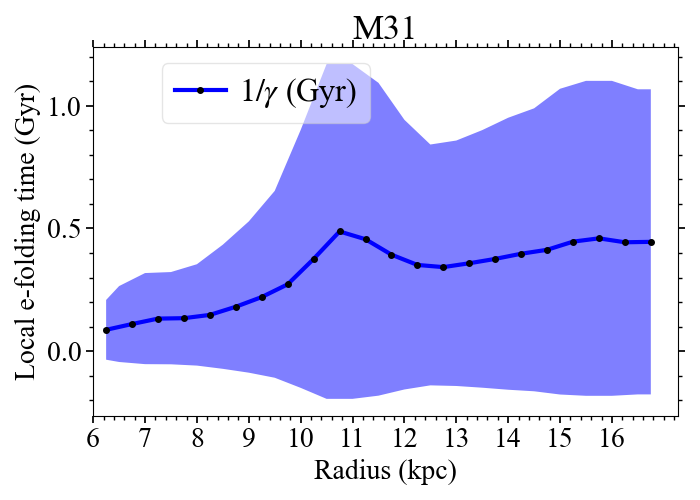 M31
1/γ (Gyr)
Local e-folding time (Gyr)
1.0
0.5
0.0
6 7 8 9 10 11 12 13 14 15 16
Radius (kpc)